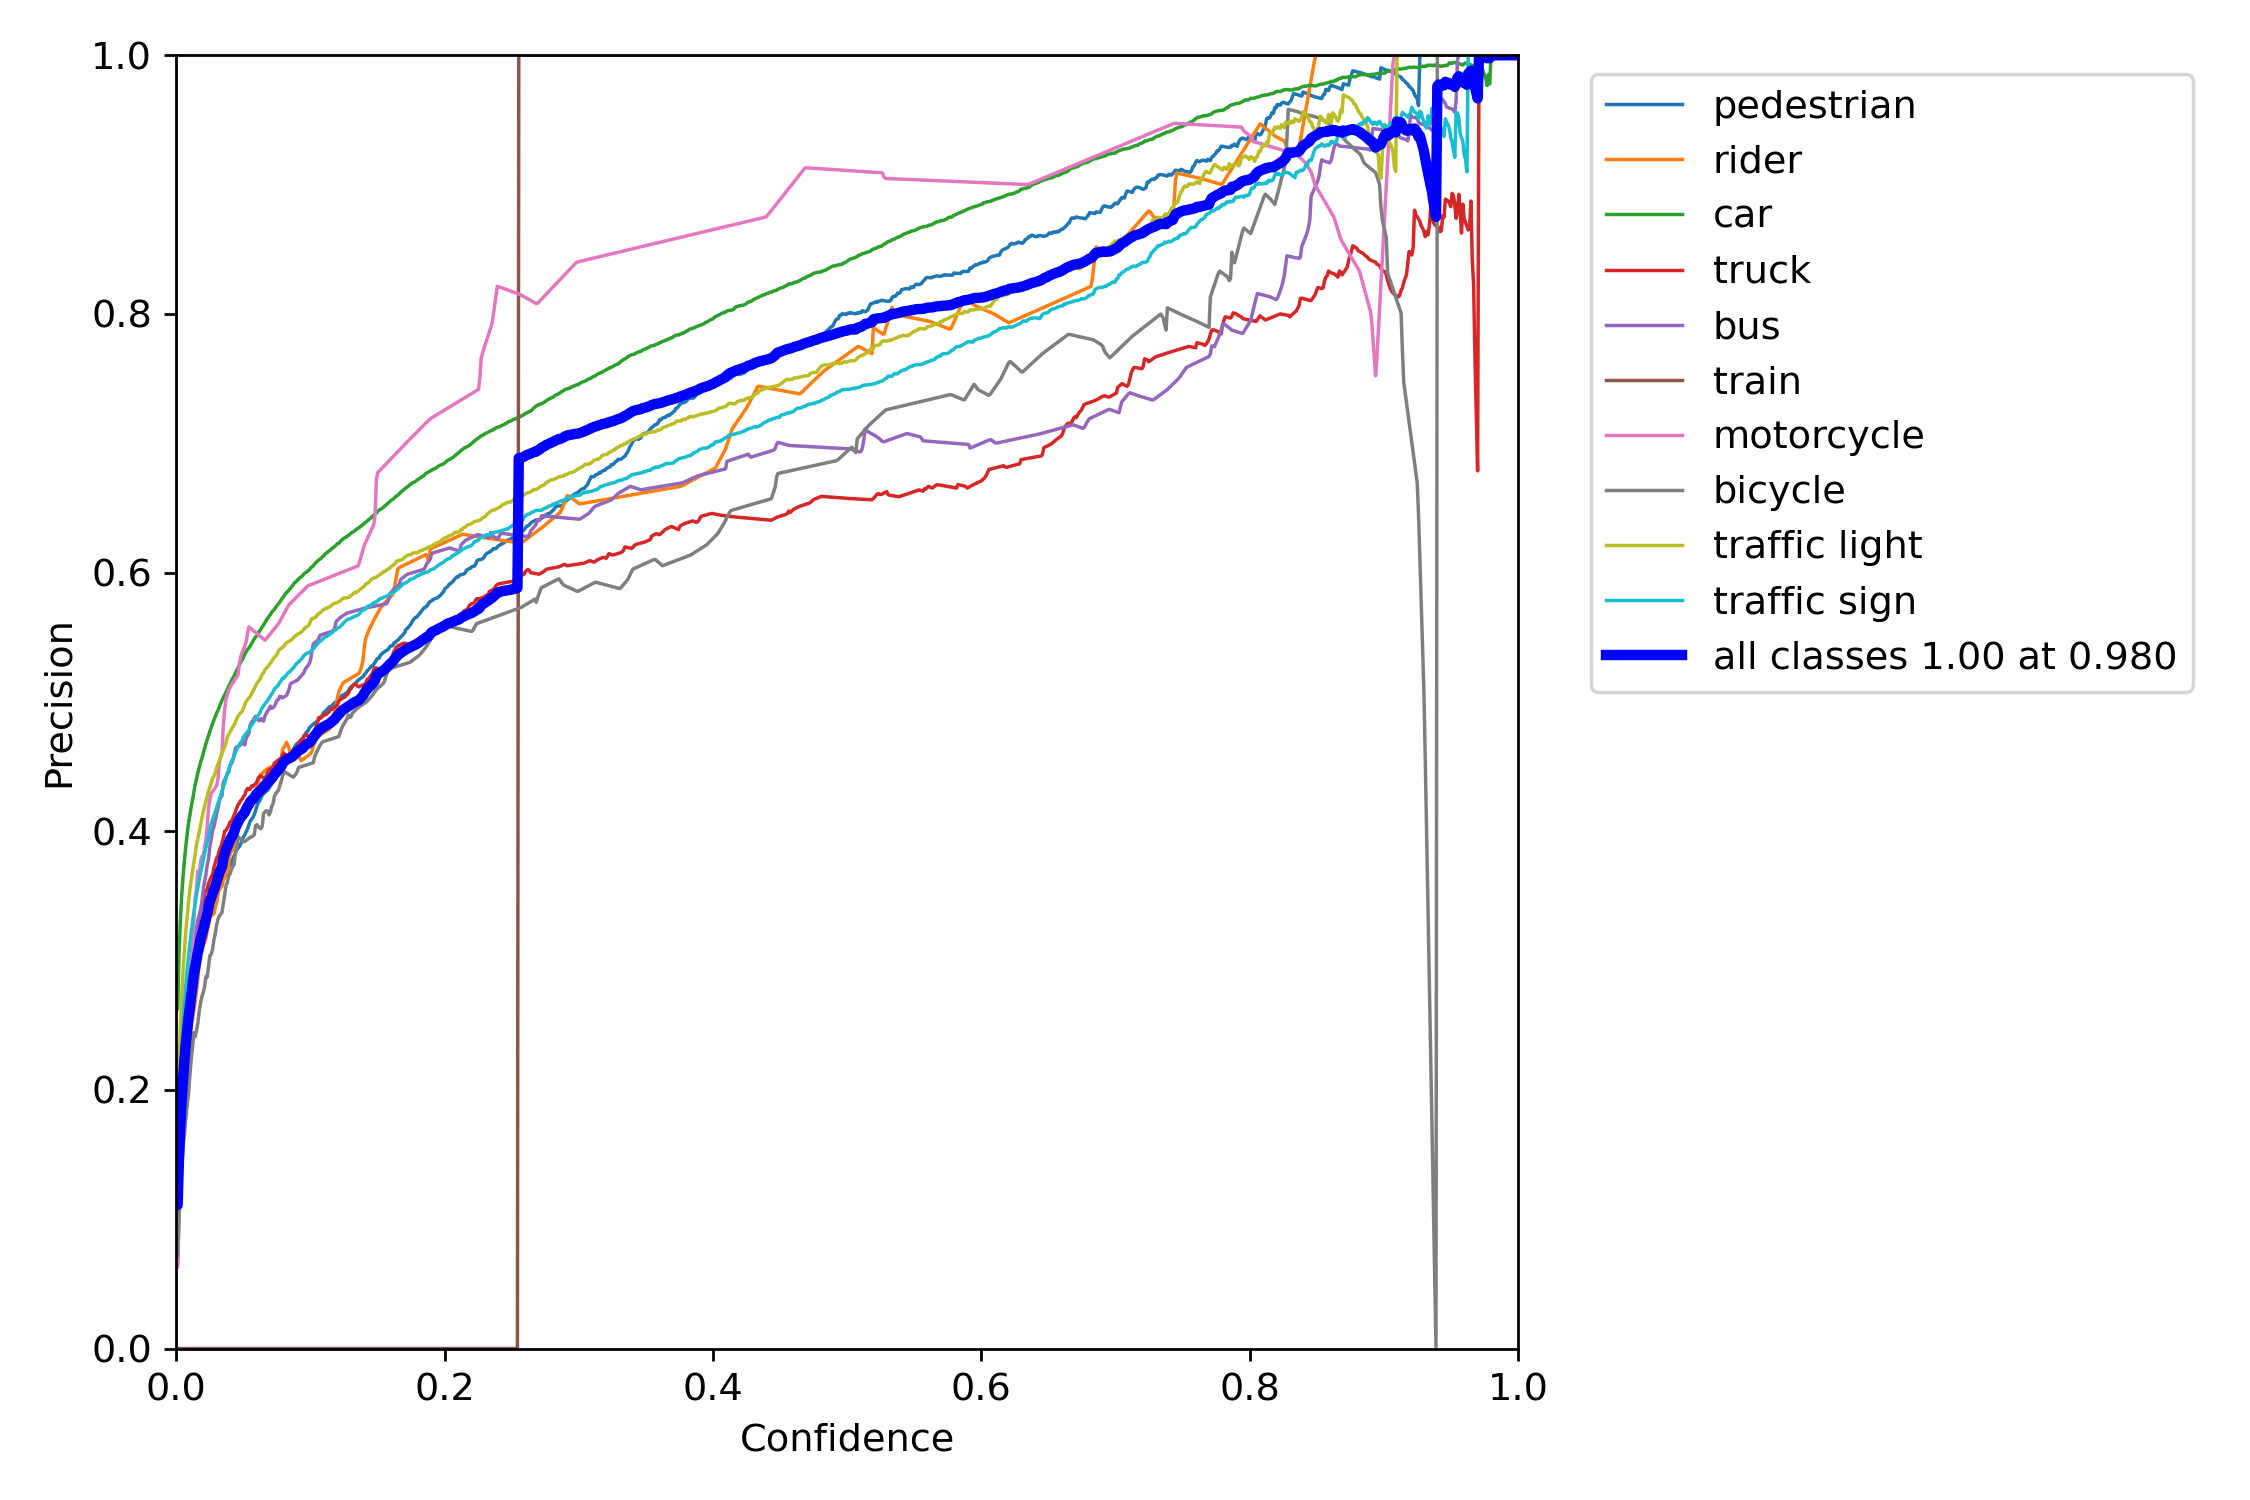 1.0
0.8
0.6
0.4
0.2
0.0
Precision
0.0 0.2 0.4 0.6 0.8 1.0
Confidence
pedestrian
rider
car
truck
bus
train
motorcycle
bicycle
traffic light
traffic sign
all classes 1.00 at 0.980